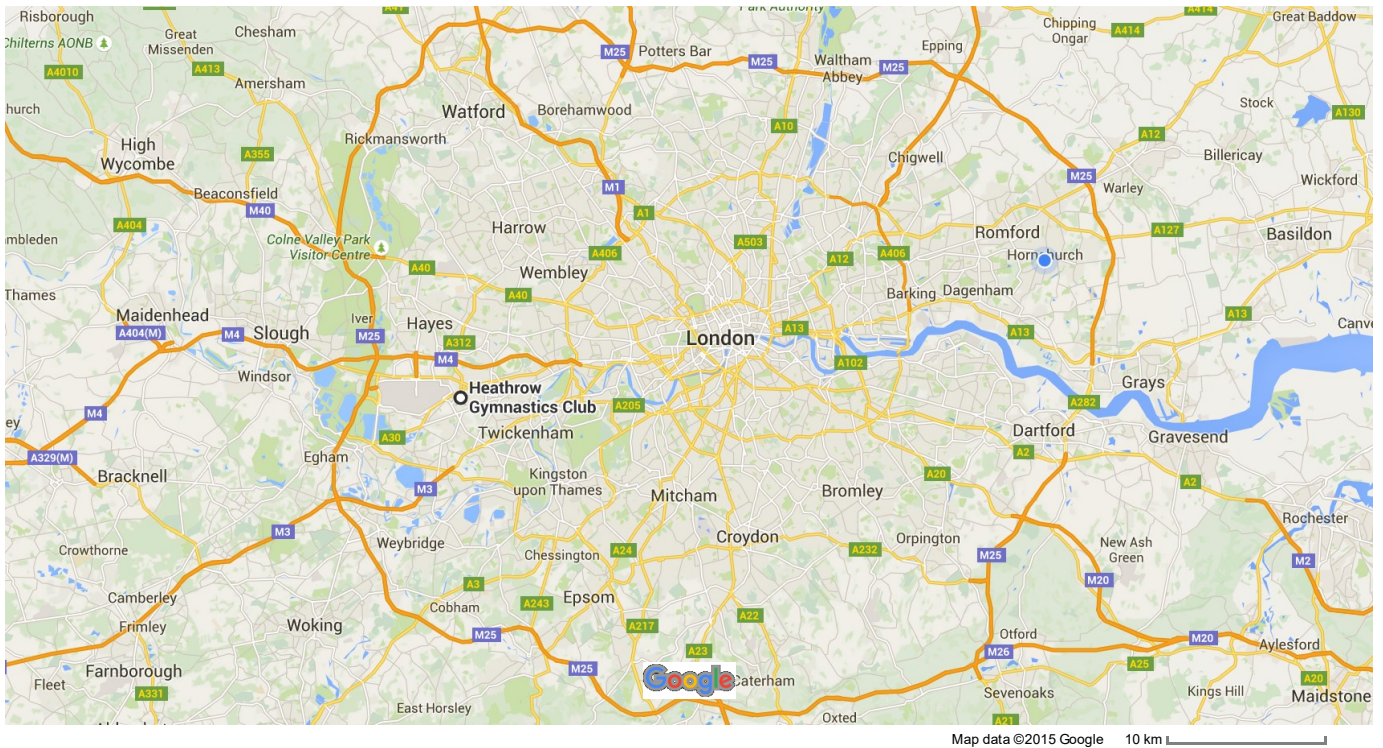 Risborough
Great
Missenden
Chesham
A41
Park Authority
Chipping
Ongar
A414
A414
Great Baddow
Chilterns AONB
A4010
A413
Amersham
M25
Potters Bar
M25
Waltham
Abbey
M25
Epping
hurch
Watford
Borehamwood
A10
Stock
A130
High
Wycombe
A355
Rickmansworth
Chigwell
A12
Billericay
Beaconsfield
M40
M1
M25
Warley
Wickford
A404
A1
mbleden
Colne Valley Park
Visitor Centre
Harrow
A503
Romford
A127
Basildon
A406
A12
A406
Hornchurch
A40
Wembley
A40
Thames
Barking
Dagenham
Maidenhead
A404(M)
M4
Slough
Iver
M25
Hayes
A312
London
A13
A13
A13
Canve
M4
A102
Windsor
Heathrow
Gymnastics Club
Grays
M4
A205
A282
ey
A30
Twickenham
Dartford
Gravesend
A329(M)
Egham
A2
Bracknell
M3
Kingston
upon Thames
Mitcham
Bromley
A20
A2
M3
Rochester
Crowthorne
Weybridge
Chessington
A24
Croydon
A232
Orpington
M25
New Ash
Green
M2
A3
M20
Camberley
Cobham
A243
Epsom
Frimley
Woking
M25
A217
A22
Otford
M20
Aylesford
A23
M26
Farnborough
M25
A25
Fleet
A331
Google
Caterham
Sevenoaks
Kings Hill
A20
Maidstone
East Horsley
Oxted
A21
Map data ©2015 Google 10 km